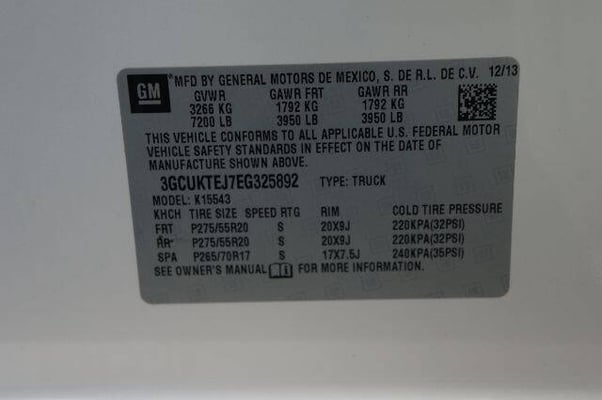 GM
*MFD BY GENERAL MOTORS DE MEXICO, S. DE R.L. DE C.V. 12/13
GVWR GAWR FRT GAWR RR
3266 KG 1792 KG 1792 KG
7200 LB 3950 LB 3950 LB
THIS VEHICLE CONFORMS TO ALL APPLICABLE U.S. FEDERAL MOTOR
VEHICLE SAFETY STANDARDS IN EFFECT ON THE DATE OF
MANUFACTURE SHOWN ABOVE.
3GCUKTEJ7EG325892 TYPE: TRUCK
MODEL: K15543
KHCH TIRE SIZE SPEED RTG RIM COLD TIRE PRESSURE
FRT P275/55R20 S 20X9J 220KPA(32PSI)
RR P275/55R20 S 20X9J 220KPA(32PSI)
SPA P265/70R17 S 17X7.5J 240KPA(35PSI)
SEE OWNER'S MANUAL FOR MORE INFORMATION.